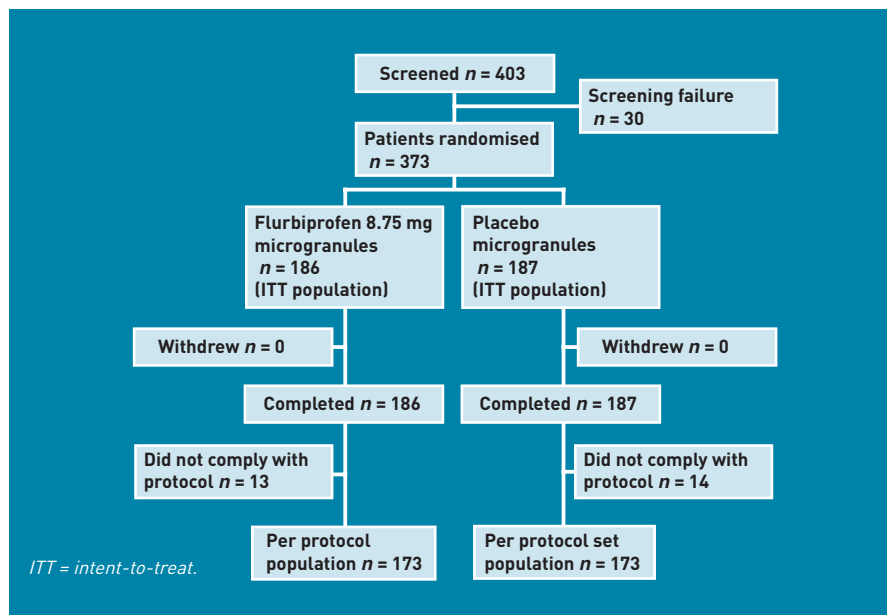 Screened n = 403
Screening failure
n = 30
Patients randomised
n = 373
Flurbiprofen 8.75 mg
microgranules
n = 186
(ITT population)
Placebo
microgranules
n = 187
(ITT population)
Withdrew n = 0
Withdrew n = 0
Completed n = 186
Completed n = 187
Did not comply with
protocol n = 13
Did not comply with
protocol n = 14
Per protocol
population n = 173
Per protocol set
population n = 173
ITT = intent-to-treat.